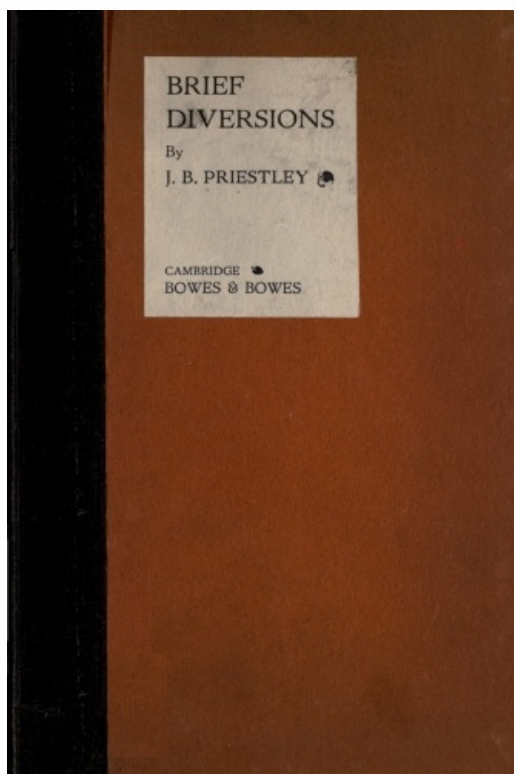 BRIEF
DIVERSIONS
By
J. B. PRIESTLEY
CAMBRIDGE
BOWES & BOWES